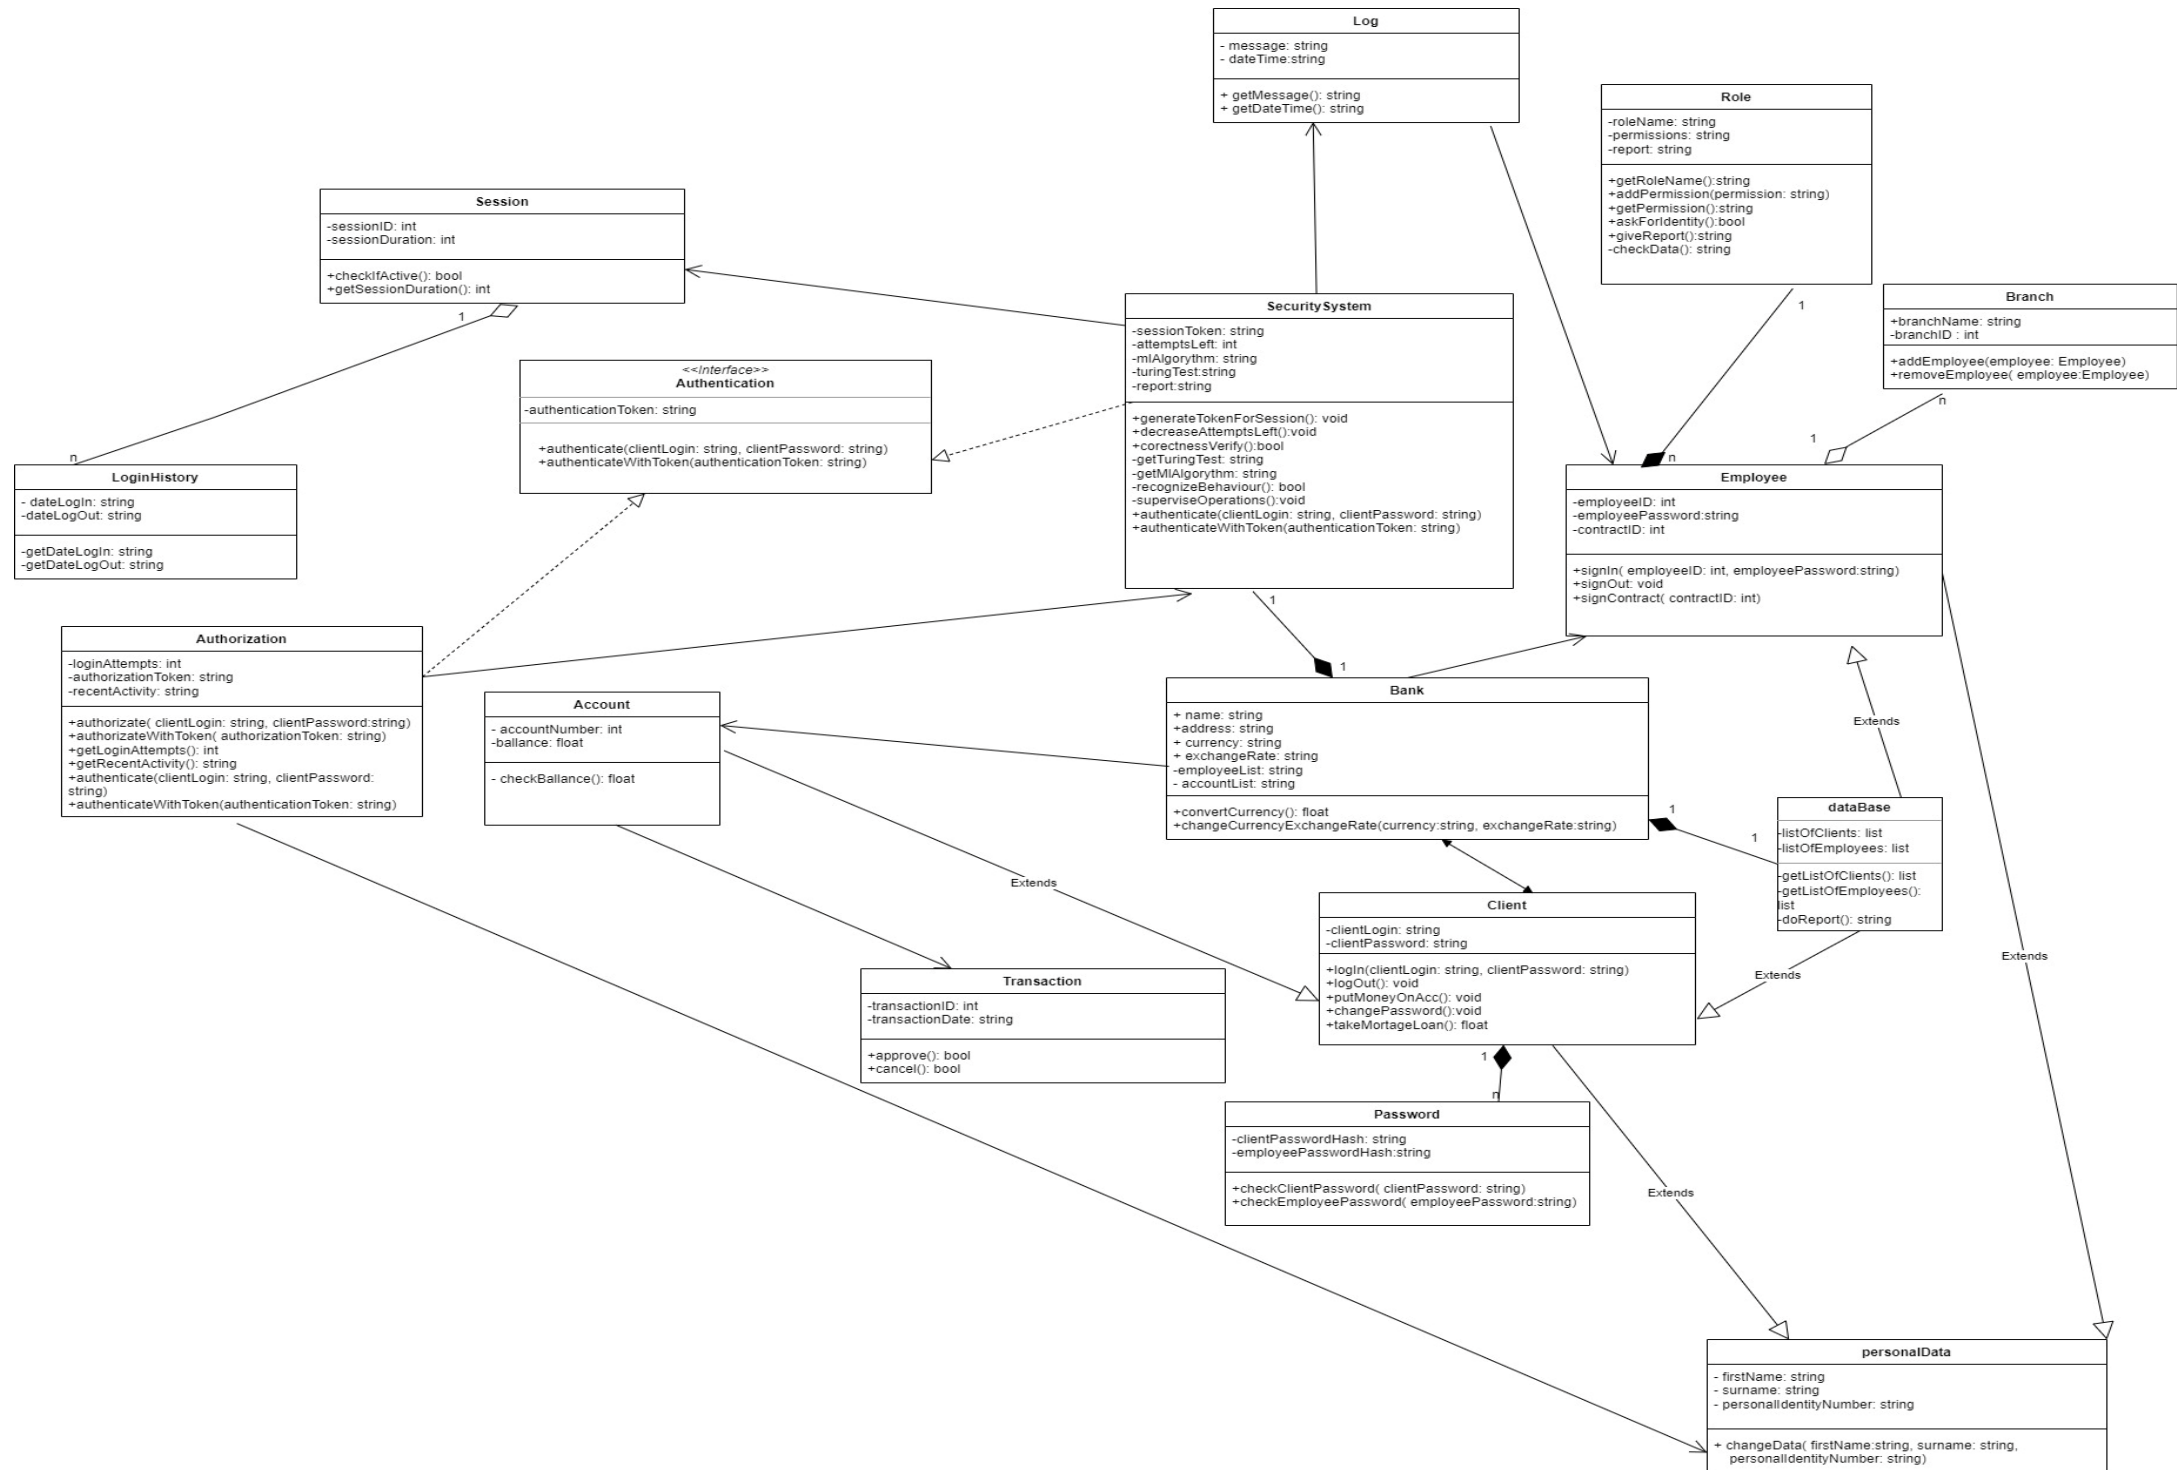 Log
- message: string
- dateTime:string
+ getMessage(): string
+ getDateTime(): string
Role
-roleName: string
-permissions: string
-report: string
+getRoleName():string
+addPermission(permission: string)
+getPermission():string
+askForIdentity():bool
+giveReport():string
-checkData(): string
1
Session
-sessionID: int
-sessionDuration: int
+checkIfActive(): bool
+getSessionDuration(): int
1
Branch
+branchName: string
-branchID : int
+addEmployee(employee: Employee)
+removeEmployee( employee:Employee)
n
1
n
SecuritySystem
-sessionToken: string
-attemptsLeft: int
-mlAlgorythm: string
-turingTest:string
-report:string
+generateTokenForSession(): void
+decreaseAttemptsLeft():void
+corectnessVerify():bool
-getTuringTest: string
-getMlAlgorythm: string
-recognizeBehaviour(): bool
-superviseOperations():void
+authenticate(clientLogin: string, clientPassword: string)
+authenticateWithToken(authenticationToken: string)
1
<<Interface>>
Authentication
-authenticationToken: string
+authenticate(clientLogin: string, clientPassword: string)
+authenticateWithToken(authenticationToken: string)
n
LoginHistory
- dateLogIn: string
-dateLogOut: string
-getDateLogIn: string
-getDateLogOut: string
Employee
-employeeID: int
-employeePassword:string
-contractID: int
+signIn( employeeID: int, employeePassword:string)
+signOut: void
+signContract( contractID: int)
Authorization
-loginAttempts: int
-authorizationToken: string
-recentActivity: string
+authorizate( clientLogin: string, clientPassword:string)
+authorizateWithToken( authorizationToken: string)
+getLoginAttempts(): int
+getRecentActivity(): string
+authenticate(clientLogin: string, clientPassword:
string)
+authenticateWithToken(authenticationToken: string)
Account
- accountNumber: int
-ballance: float
- checkBallance(): float
1
Bank
+ name: string
+address: string
+ currency: string
+ exchangeRate: string
-employeeList: string
- accountList: string
+convertCurrency(): float
+changeCurrencyExchangeRate(currency:string, exchangeRate:string)
Extends
1
1
dataBase
-listOfClients: list
-listOfEmployees: list
-getListOfClients(): list
-getListOfEmployees():
list
-doReport(): string
Extends
Client
-clientLogin: string
-clientPassword: string
+logIn(clientLogin: string, clientPassword: string)
+logOut(): void
+putMoneyOnAcc(): void
+changePassword():void
+takeMortageLoan(): float
Extends
Extends
Transaction
-transactionID: int
-transactionDate: string
+approve(): bool
+cancel(): bool
1
n
Password
-clientPasswordHash: string
-employeePasswordHash:string
+checkClientPassword( clientPassword: string)
+checkEmployeePassword( employeePassword:string)
Extends
personalData
- firstName: string
- surname: string
- personalIdentityNumber: string
+ changeData( firstName:string, surname: string,
personalIdentityNumber: string)